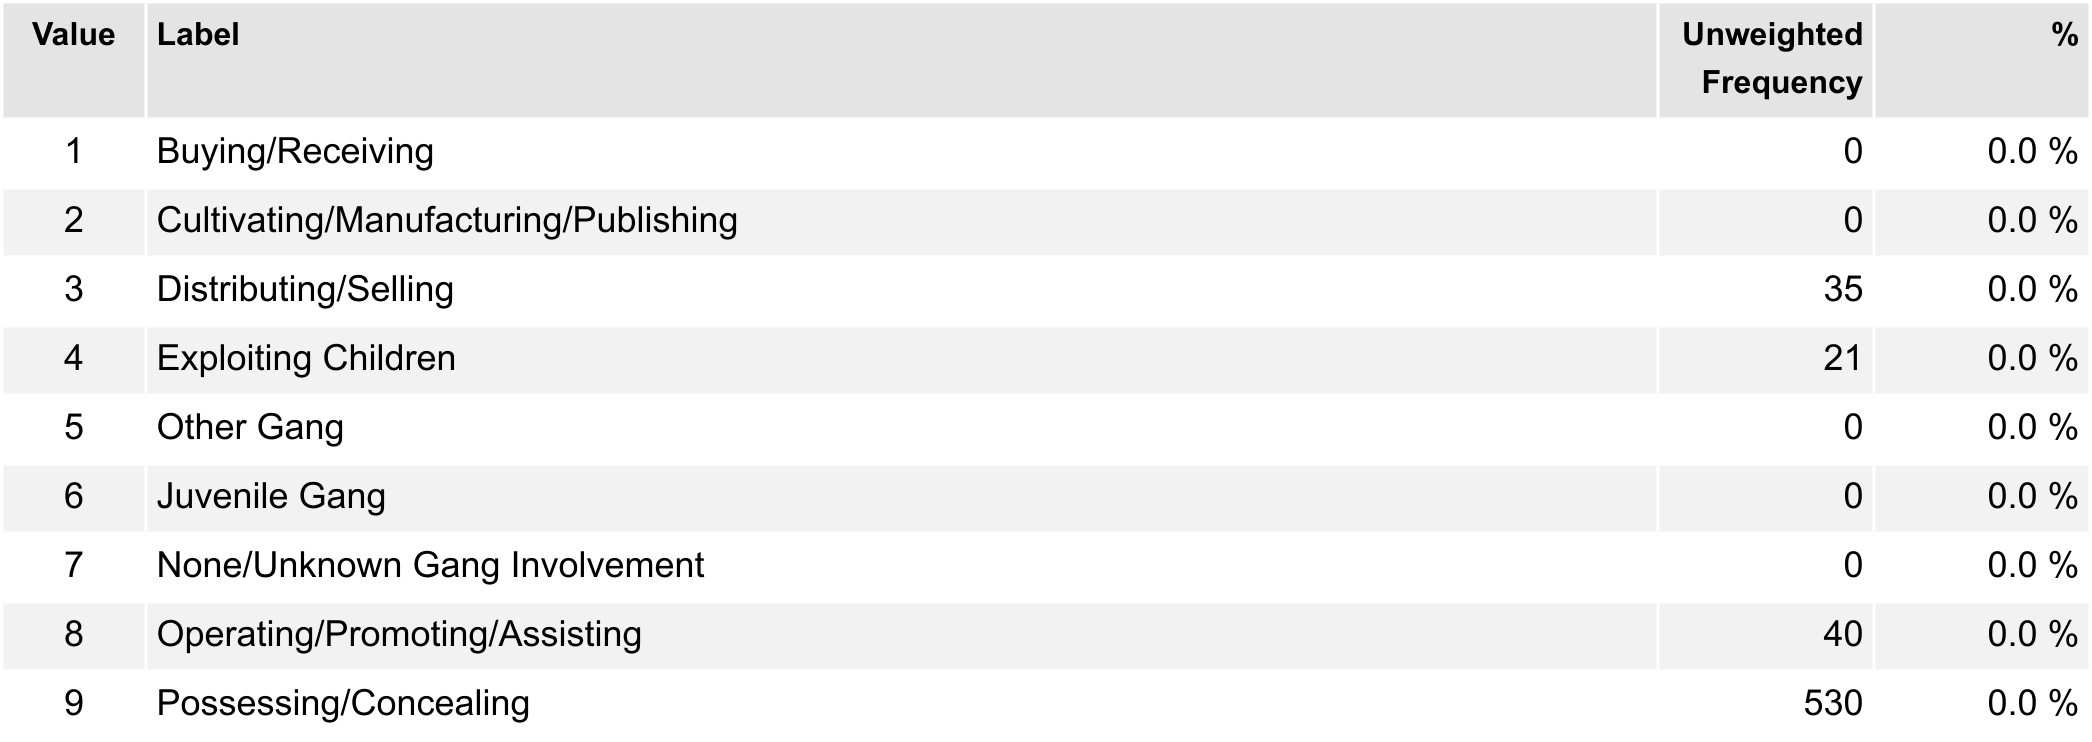 Value Label Unweighted Frequency %
1 Buying/Receiving 0 0.0 %
2 Cultivating/Manufacturing/Publishing 0 0.0 %
3 Distributing/Selling 35 0.0 %
4 Exploiting Children 21 0.0 %
5 Other Gang 0 0.0 %
6 Juvenile Gang 0 0.0 %
7 None/Unknown Gang Involvement 0 0.0 %
8 Operating/Promoting/Assisting 40 0.0 %
9 Possessing/Concealing 530 0.0 %